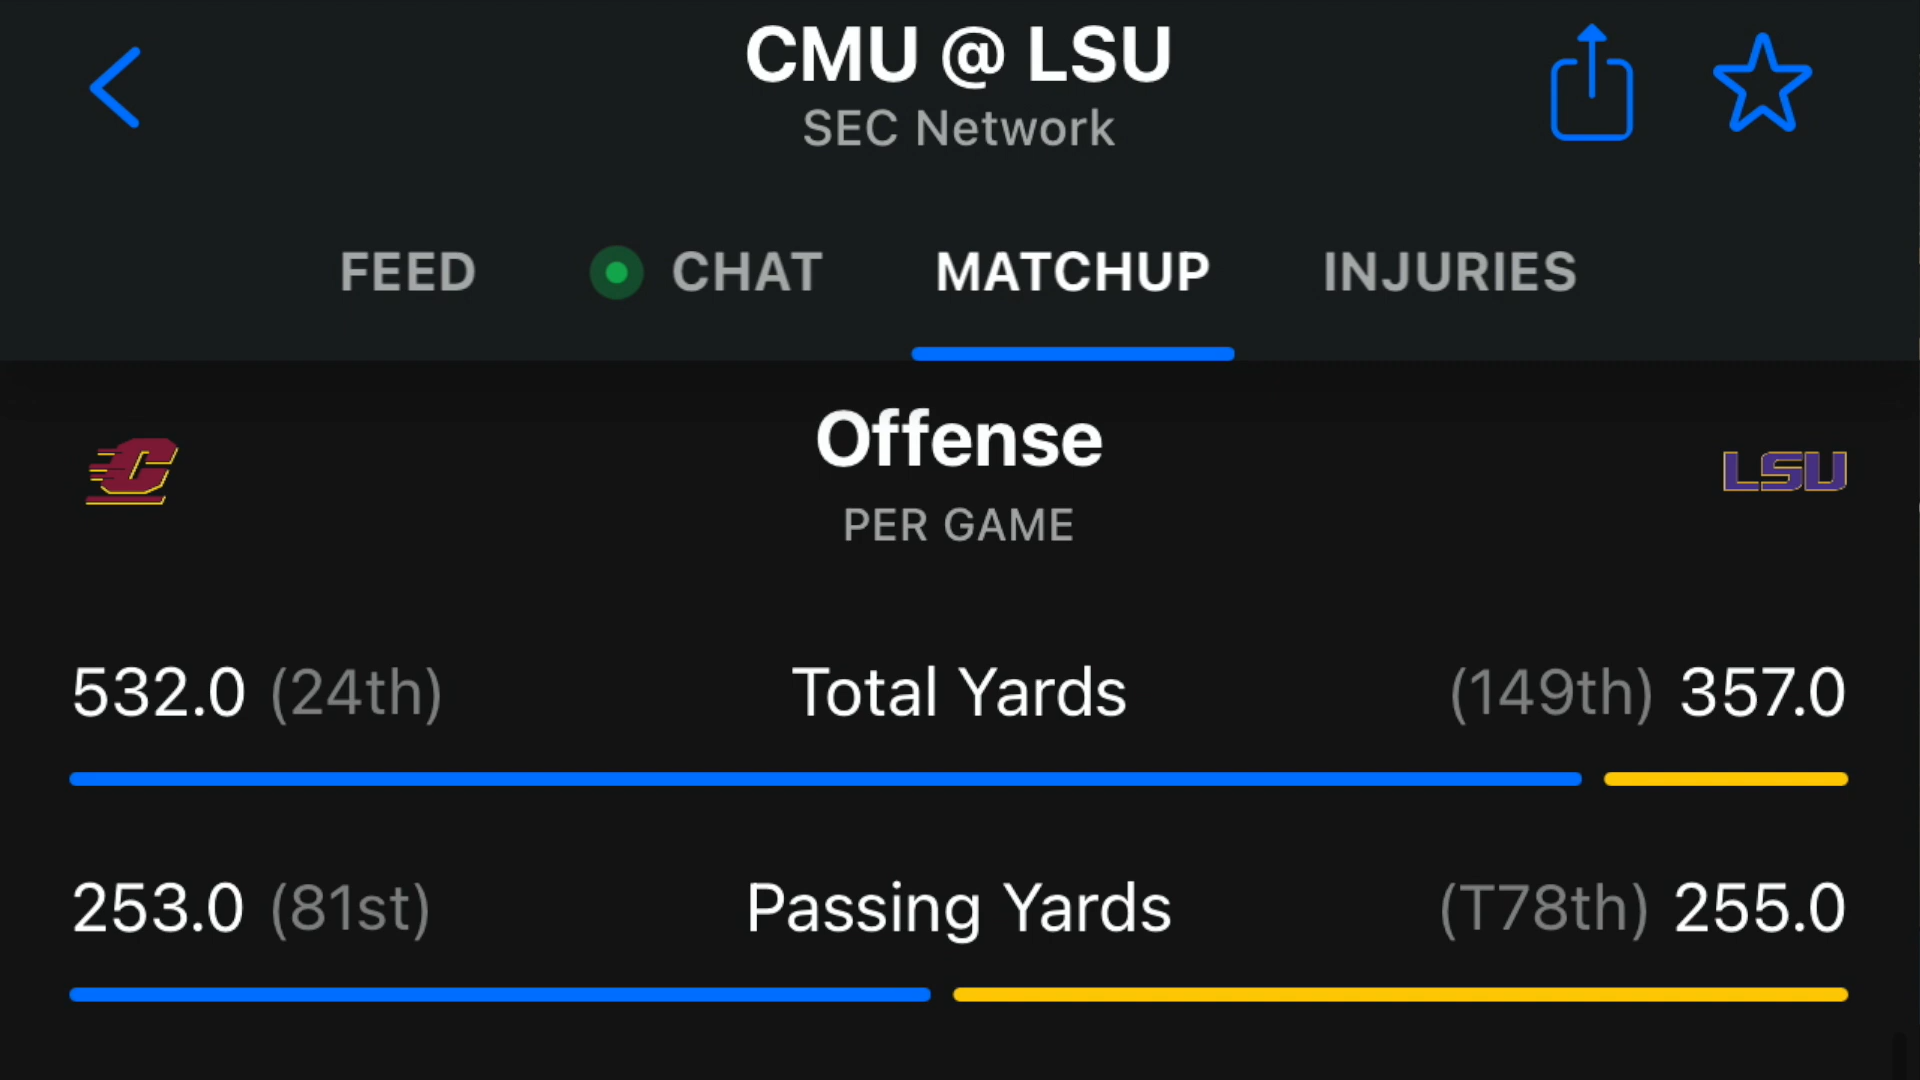 CMU @ LSU
SEC Network
FEED CHAT MATCHUP INJURIES
Offense
C LSU
PER GAME
532.0 (24th) Total Yards (149th) 357.0
253.0 (81st) Passing Yards (T78th) 255.0